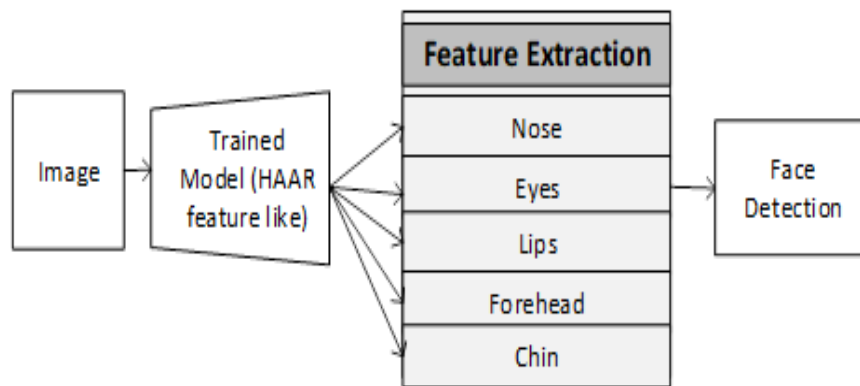 Image
Trained
Model (HAAR
feature like)
Feature Extraction
Nose
Eyes
Lips
Forehead
Chin
Face
Detection